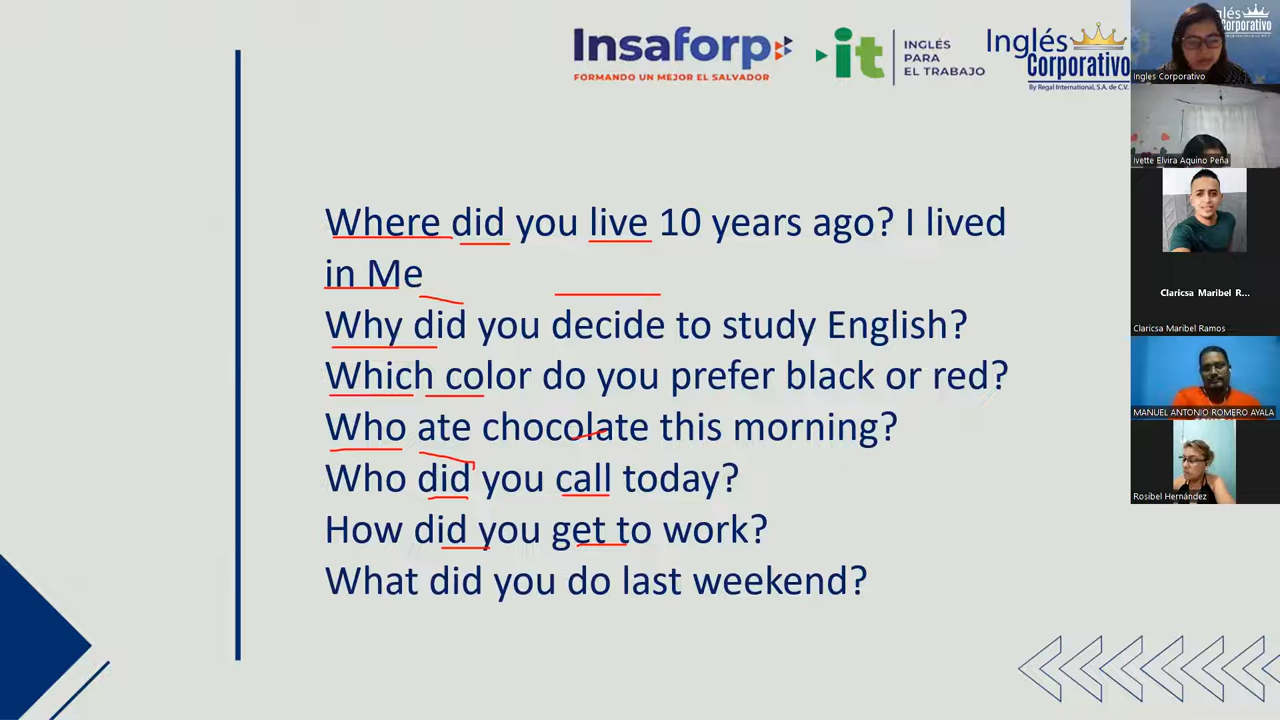 Insaforp
FORMANDO UN MEJOR EL SALVADOR
it
INGLÉS
PARA
EL TRABAJO
Inglés
Corporativo
By Regal International, S.A. de C.V.
Where did you live 10 years ago? I lived
in Me
Why did you decide to study English?
Which color do you prefer black or red?
Who ate chocolate this morning?
Who did you call today?
How did you get to work?
What did you do last weekend?
Corporativo
Ingles Corporativo
Ivette Elvira Aquino Peña
Claricsa Maribel R...
Claricsa Maribel Ramos
MANUEL ANTONIO ROMERO AYALA
Rosibel Hernández